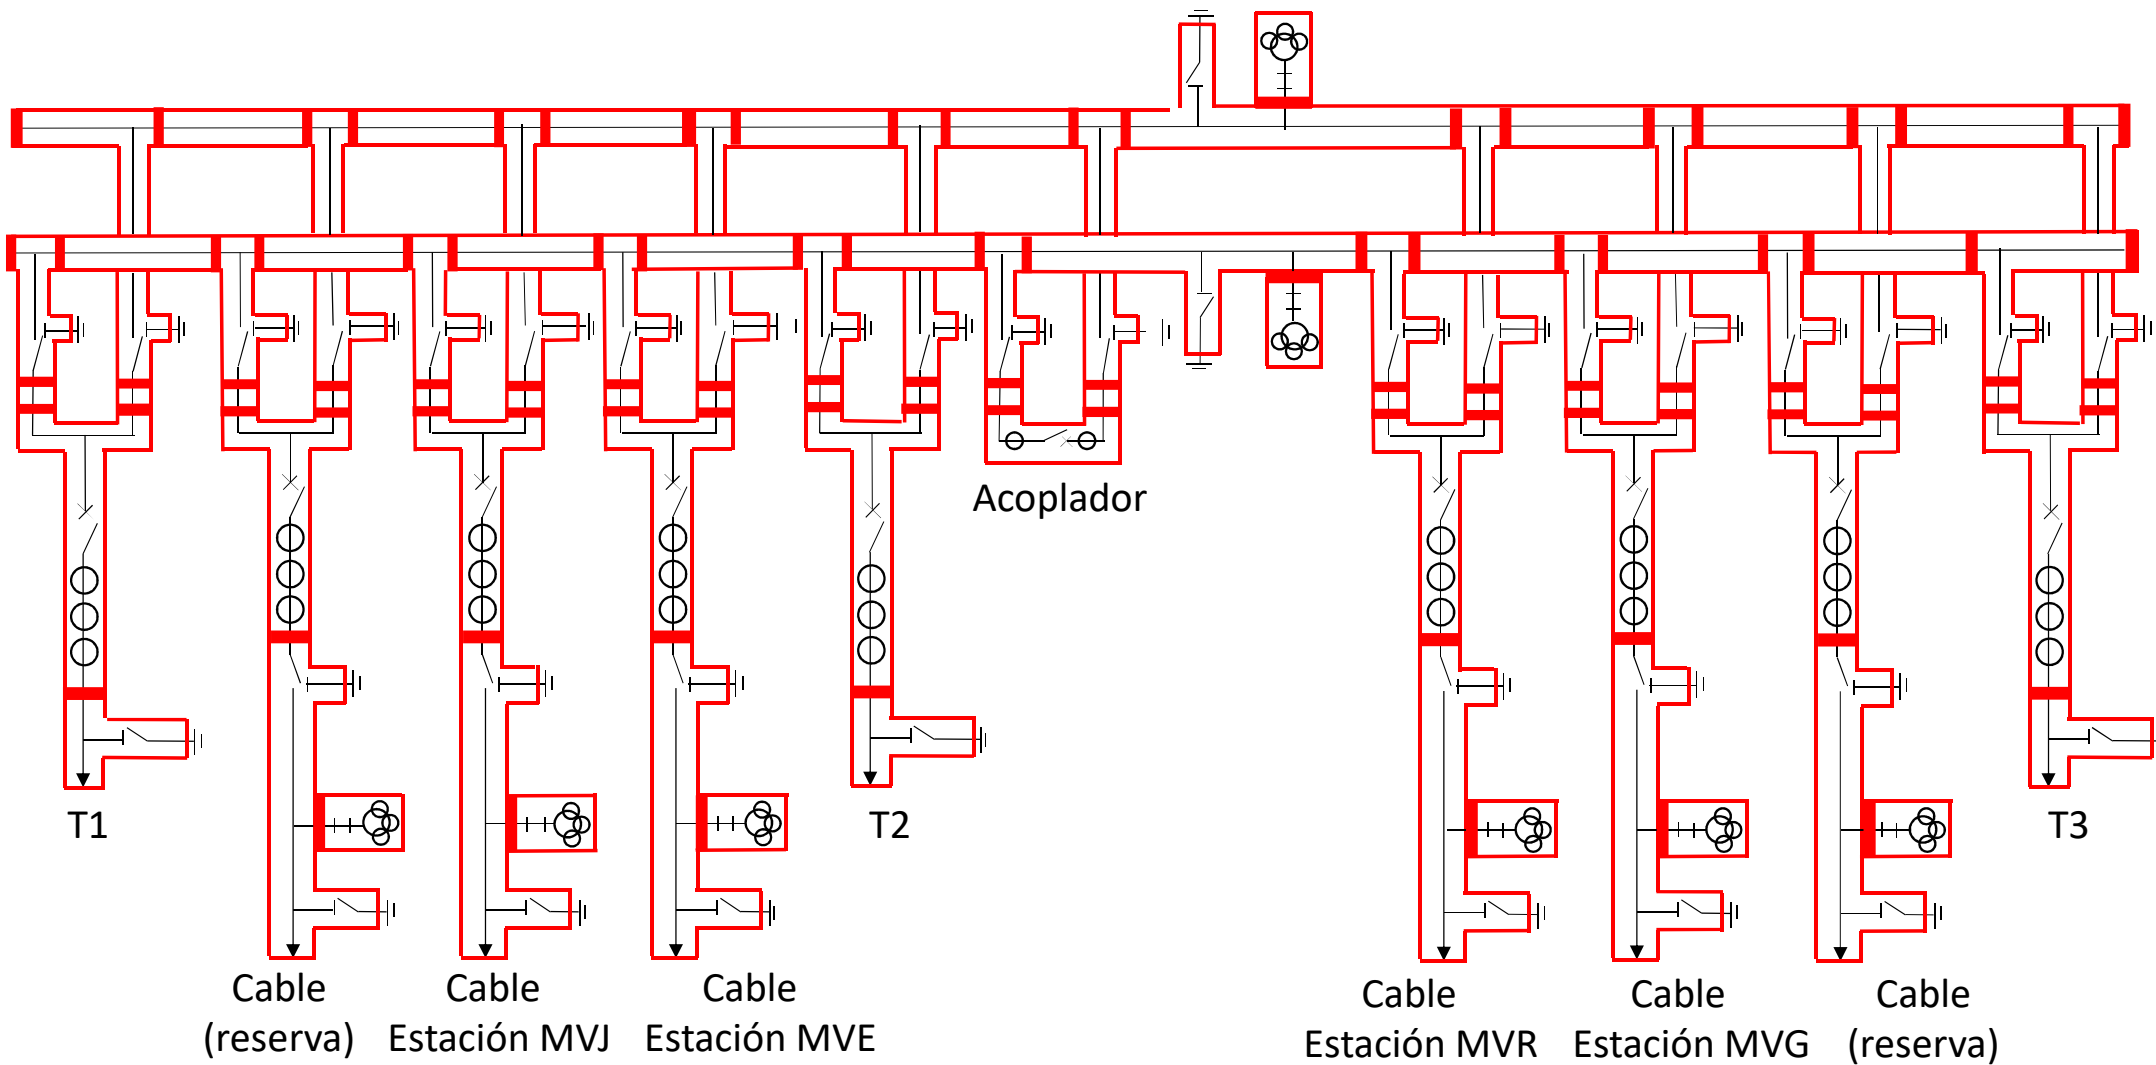 Acoplador
T1
T2
T3
Cable
(reserva)
Cable
Estación MVJ
Cable
Estación MVE
Cable
Estación MVR
Cable
Estación MVG
Cable
(reserva)